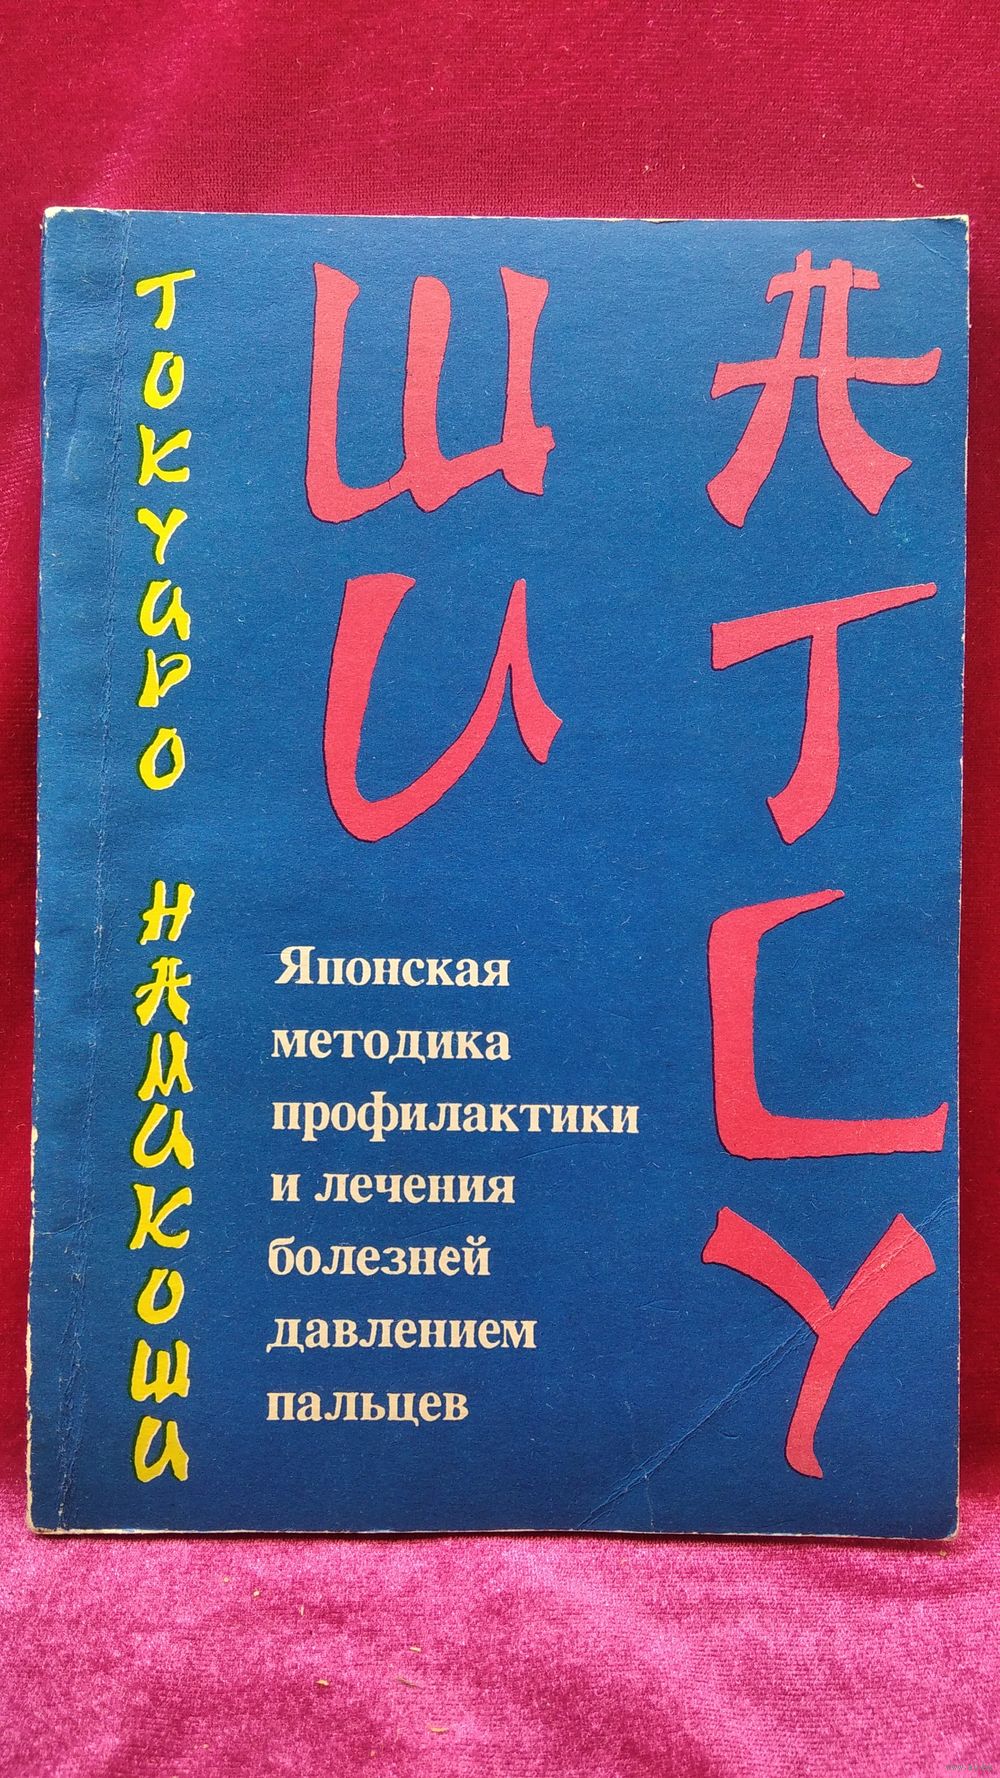 ТОКУИРО НАМИКОШИ
ШИ
АТСУ
Японская
методика
профилактики
и лечения
болезней
давлением
пальцев